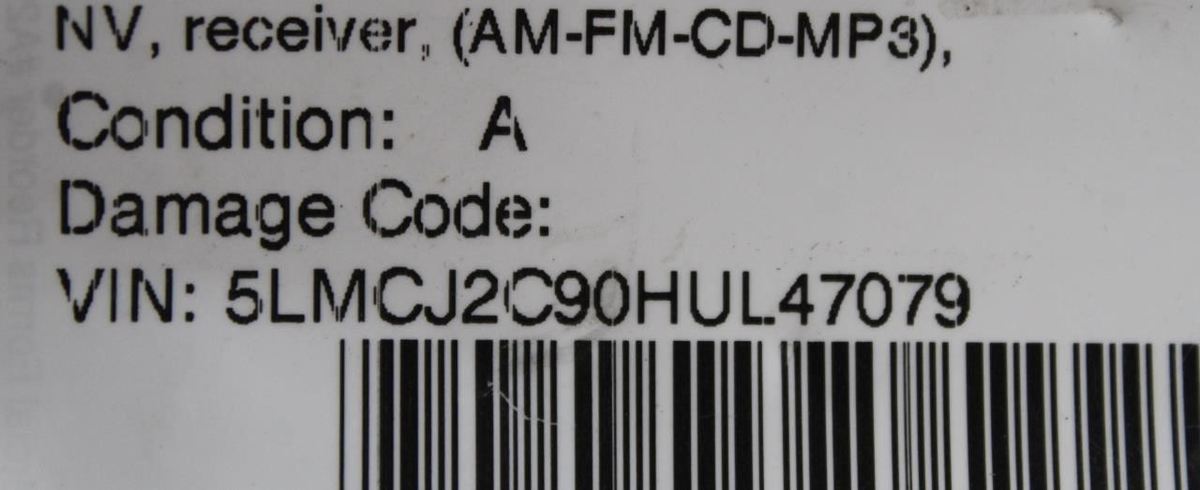 NV, receiver, (AM-FM-CD-MP3),
Condition: A
Damage Code:
VIN: 5LMCJ2C90HUL47079